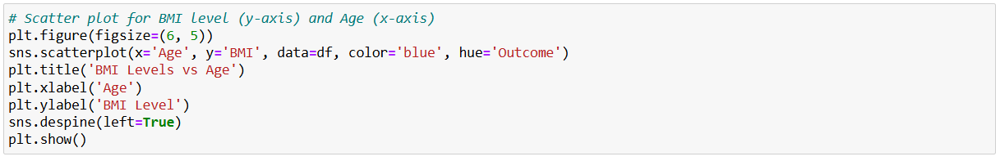 # Scatter plot for BMI level (y-axis) and Age (x-axis)
plt.figure(figsize=(6, 5))
sns.scatterplot(x='Age', y='BMI', data=df, color='blue', hue='Outcome')
plt.title('BMI Levels vs Age')
plt.xlabel('Age')
plt.ylabel('BMI Level')
sns.despine(left=True)
plt.show()